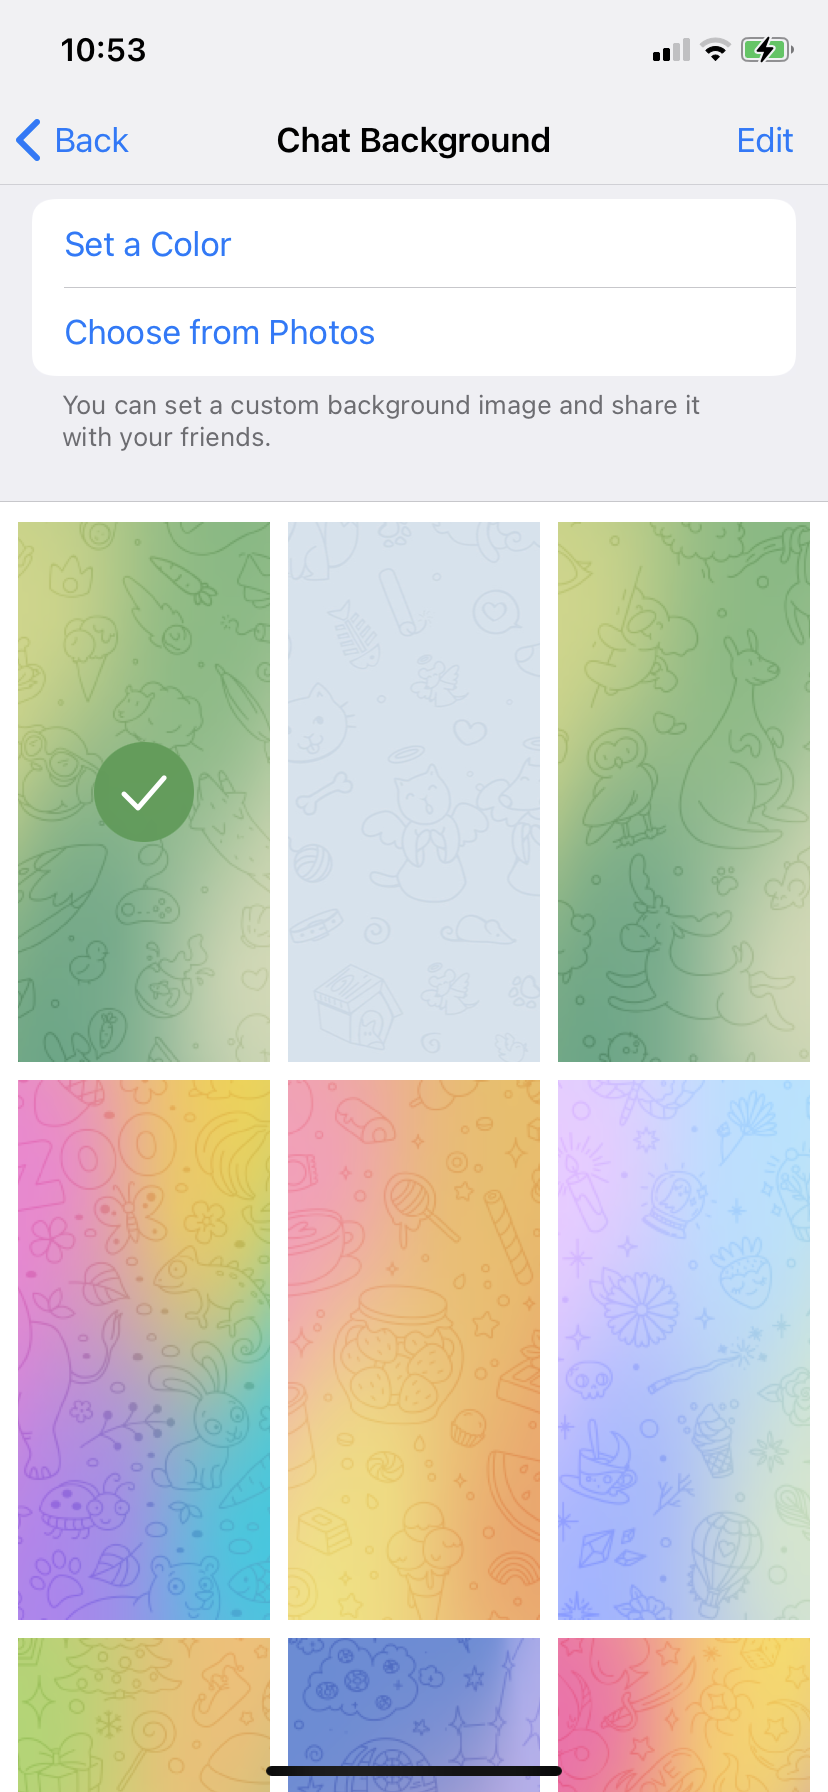 10:53
Back
Chat Background
Edit
Set a Color
Choose from Photos
You can set a custom background image and share it
with your friends.
ZOO